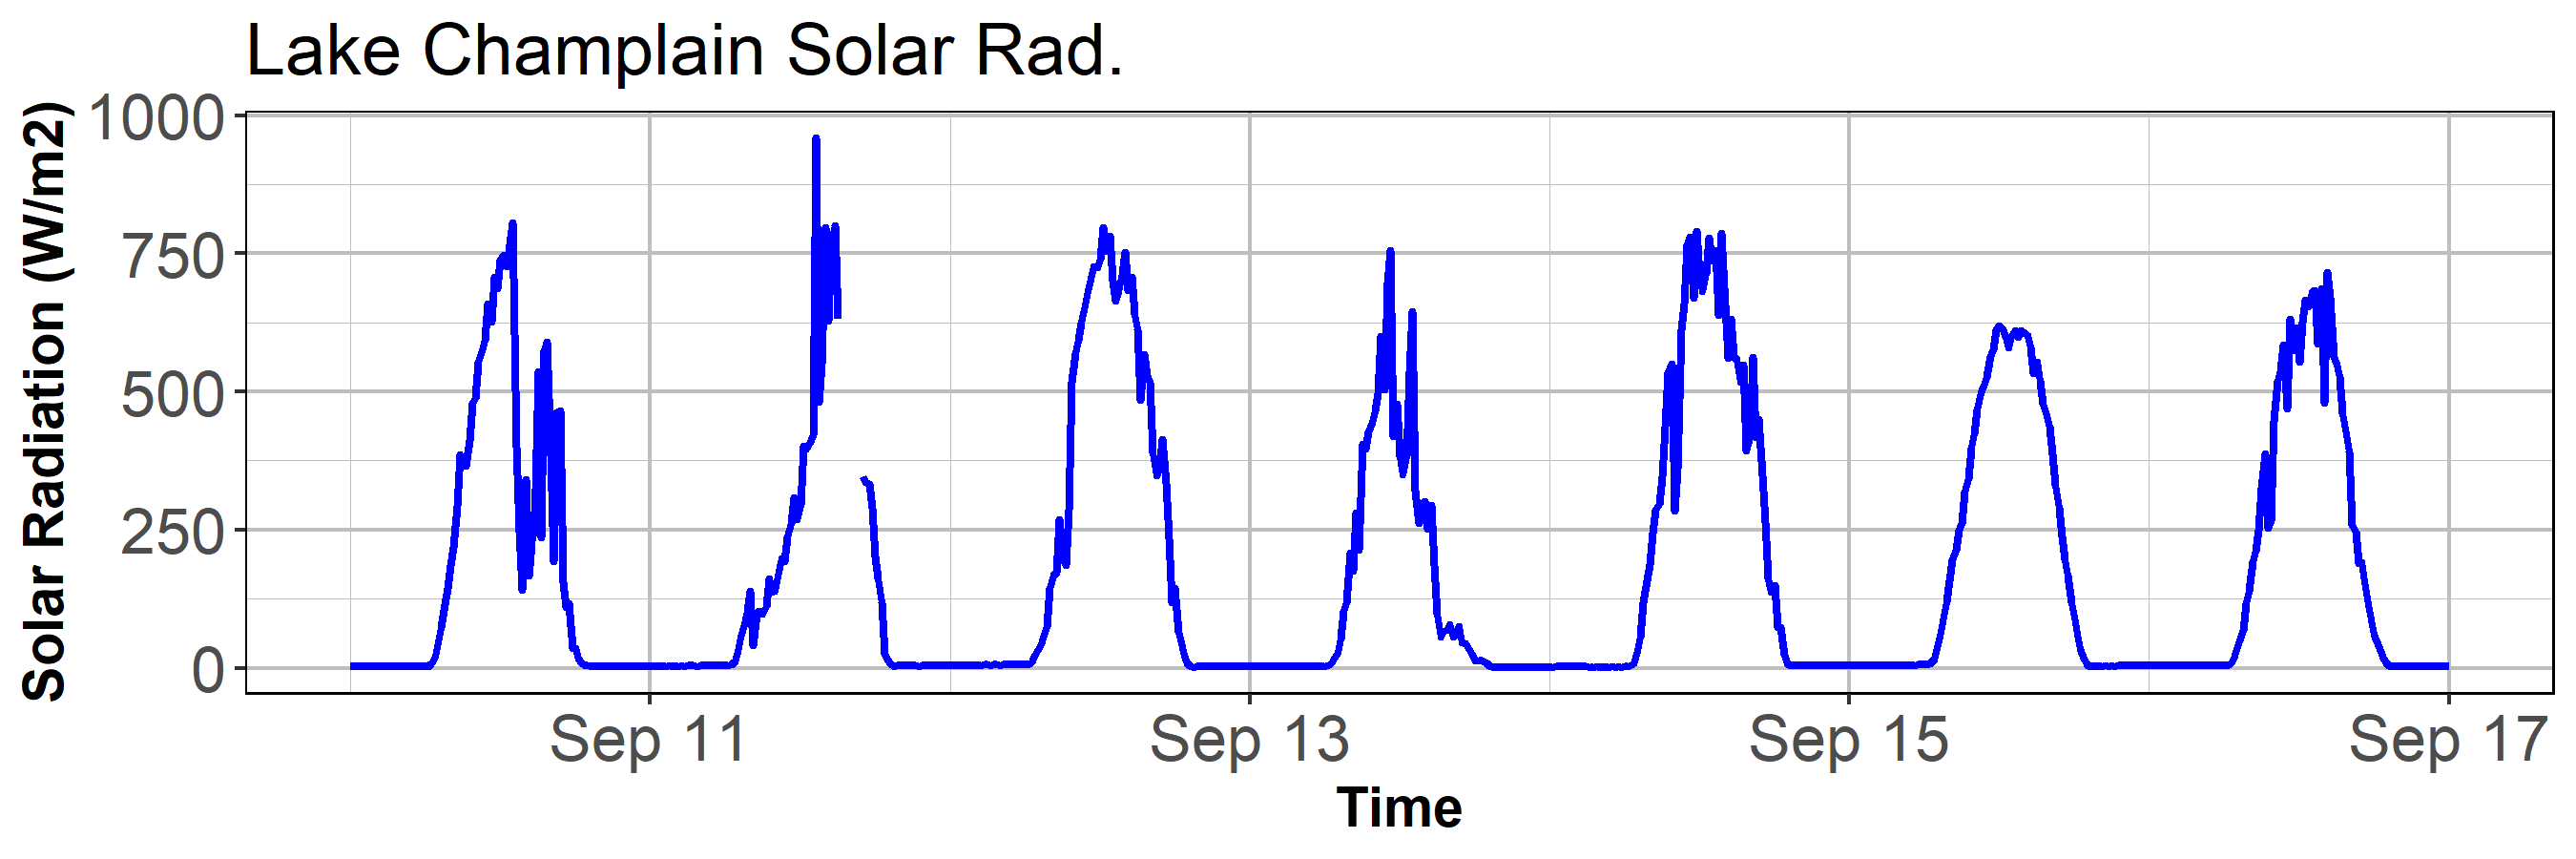 Lake Champlain Solar Rad.
Solar Radiation (W/m2)
1000
750
500
250
0
Sep 11 Sep 13 Sep 15 Sep 17
Time